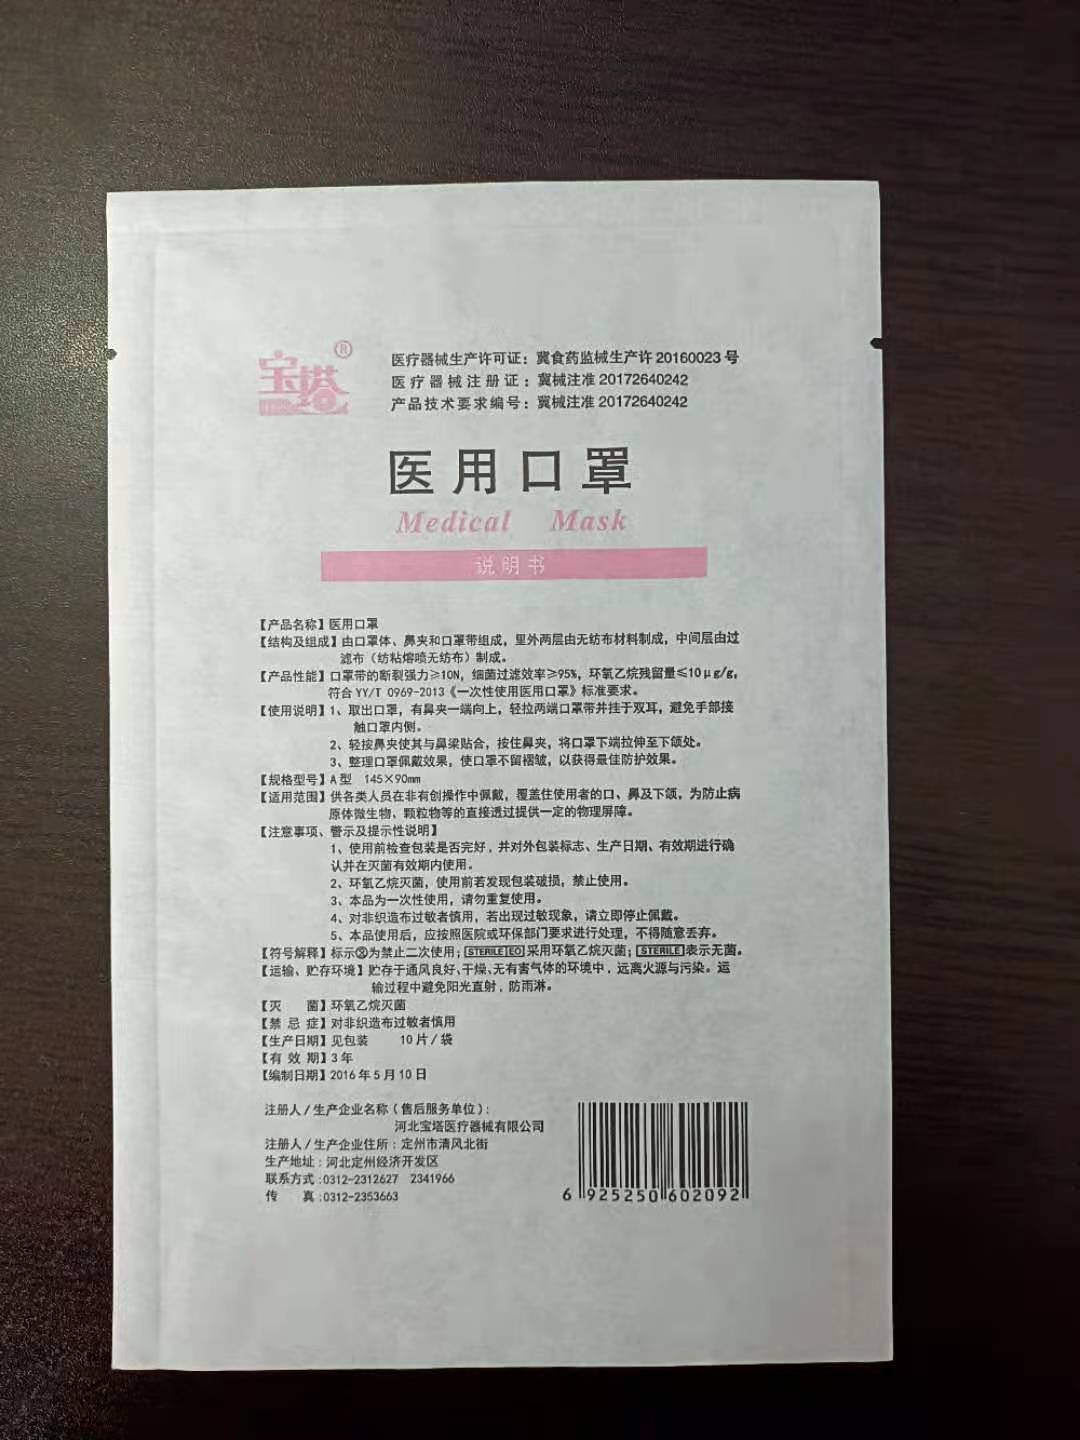 宝塔®
医疗器械生产许可证：冀食药监械生产许20160023号
医疗器械注册证：冀械注准20172640242
产品技术要求编号：冀械注准20172640242
医用口罩
Medical Mask
说明书
【产品名称】医用口罩
【结构及组成】由口罩体、鼻夹和口罩带组成，里外两层由无纺布材料制成，中间层由过
滤布（纺粘熔喷无纺布）制成。
【产品性能】口罩带的断裂强力≥10N，细菌过滤效率≥95%，环氧乙烷残留量≤10μg/g，
符合YY/T 0969-2013《一次性使用医用口罩》标准要求。
【使用说明】1、取出口罩，有鼻夹一端向上，轻拉两端口罩带并挂于双耳，避免手部接
触口罩内侧。
2、轻按鼻夹使其与鼻梁贴合，按住鼻夹，将口罩下端拉伸至下颌处。
3、整理口罩佩戴效果，使口罩不留褶皱，以获得最佳防护效果。
【规格型号】A型 145×90mm
【适用范围】供各类人员在非有创操作中佩戴，覆盖住使用者的口、鼻及下颌，为防止病
原体微生物、颗粒物等的直接透过提供一定的物理屏障。
【注意事项、警示及提示性说明】
1、使用前检查包装是否完好，并对外包装标志、生产日期、有效期进行确
认并在灭菌有效期内使用。
2、环氧乙烷灭菌，使用前若发现包装破损，禁止使用。
3、本品为一次性使用，请勿重复使用。
4、对非织造布过敏者慎用，若出现过敏现象，请立即停止佩戴。
5、本品使用后，应按照医院或环保部门要求进行处理，不得随意丢弃。
【符号解释】标示②为禁止二次使用；STERILE EO采用环氧乙烷灭菌；STERILE表示无菌。
【运输、贮存环境】贮存于通风良好、干燥、无有害气体的环境中，远离火源与污染。运
输过程中避免阳光直射，防雨淋。
【灭 菌】环氧乙烷灭菌
【禁忌症】对非织造布过敏者慎用
【生产日期】见包装 10片/袋
【有效期】3年
【编制日期】2016年5月10日
注册人/生产企业名称（售后服务单位）：
河北宝塔医疗器械有限公司
注册人/生产企业住所：定州市清风北街
生产地址：河北定州经济开发区
联系方式：0312-2312627 2341966
传 真：0312-2353663
6 925250 602092